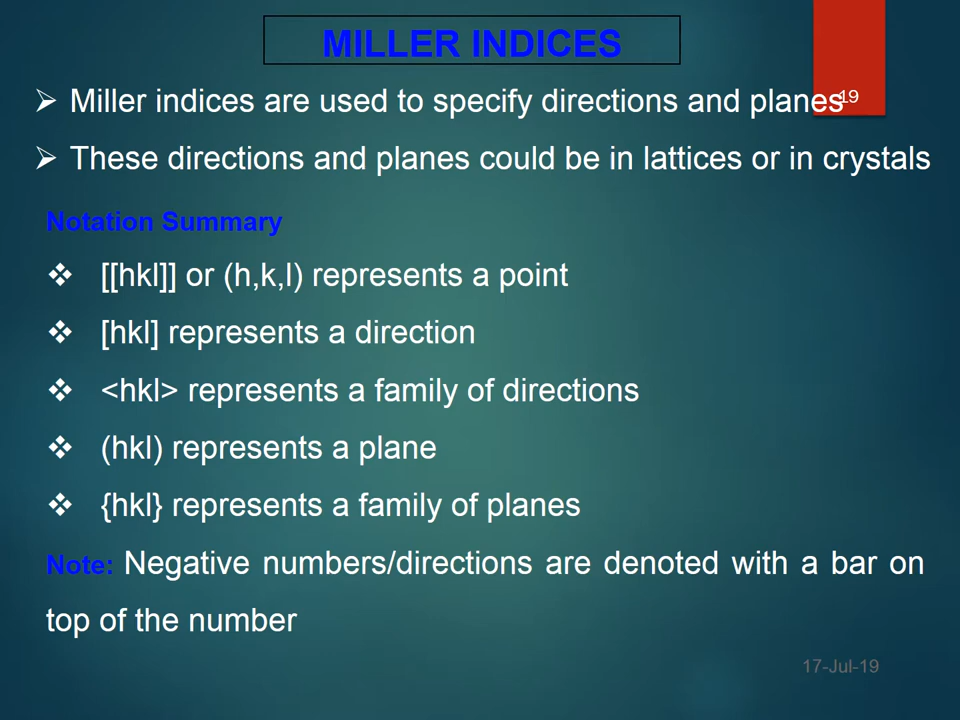 MILLER INDICES
19
➢ Miller indices are used to specify directions and planes
➢ These directions and planes could be in lattices or in crystals
Notation Summary
❖ [[hkl]] or (h,k,l) represents a point
❖ [hkl] represents a direction
❖ <hkl> represents a family of directions
❖ (hkl) represents a plane
❖ {hkl} represents a family of planes
Note: Negative numbers/directions are denoted with a bar on
top of the number
17-Jul-19